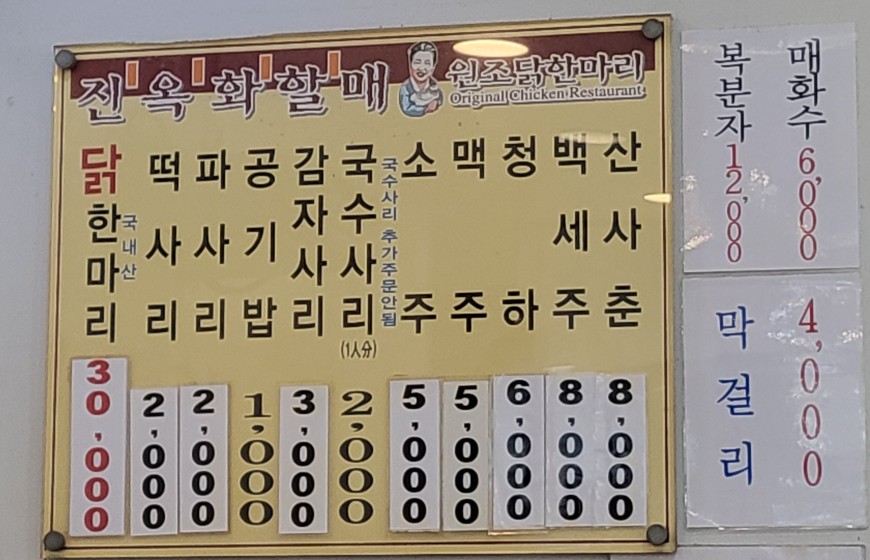 진옥화할매
원조닭한마리
Original Chicken Restaurant
닭한마리
국내산
30,000
떡사리
2,000
파사리
2,000
공기밥
1,000
감자사리
3,000
국수사리
(1人分)
국수사리 추가주문안됨
2,000
소주
5,000
맥주
5,000
청하
6,000
백세주
8,000
산사춘
8,000
복분자 12,000
매화수 6,000
막걸리
4,000